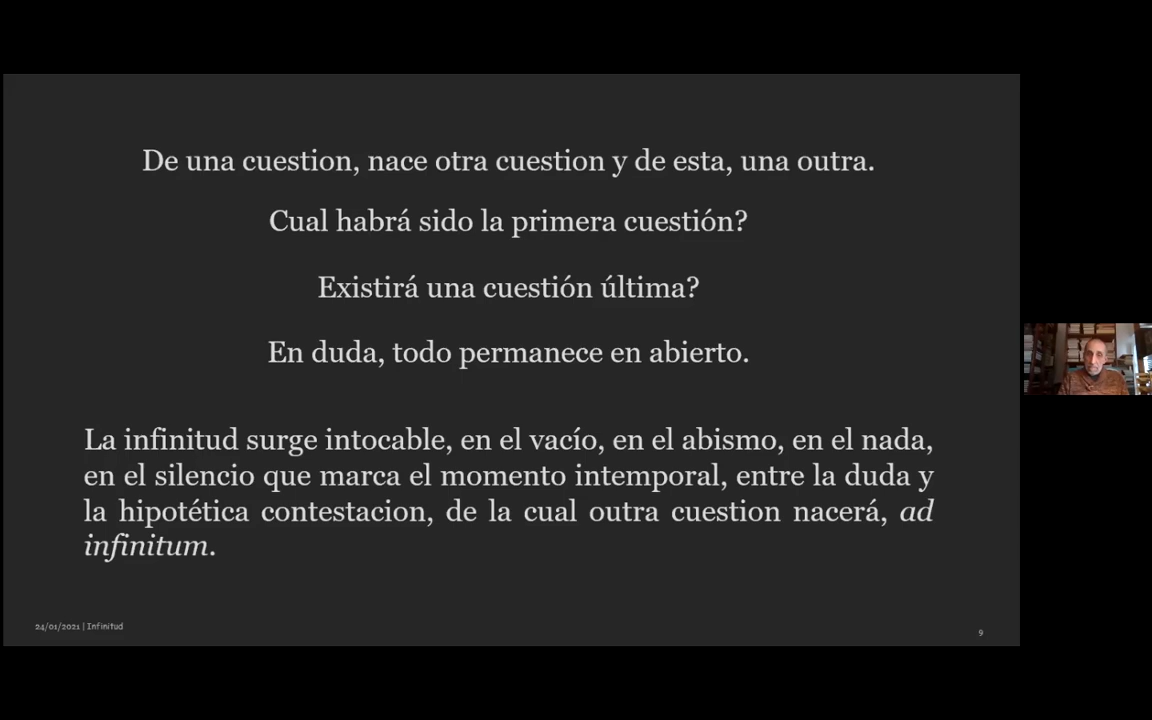 De una cuestion, nace otra cuestion y de esta, una outra.
Cual habrá sido la primera cuestión?
Existirá una cuestión última?
En duda, todo permanece en abierto.
La infinitud surge intocable, en el vacío, en el abismo, en el nada,
en el silencio que marca el momento intemporal, entre la duda y
la hipotética contestacion, de la cual outra cuestion nacerá, ad
infinitum.
24/01/2021 | Infinitud
9